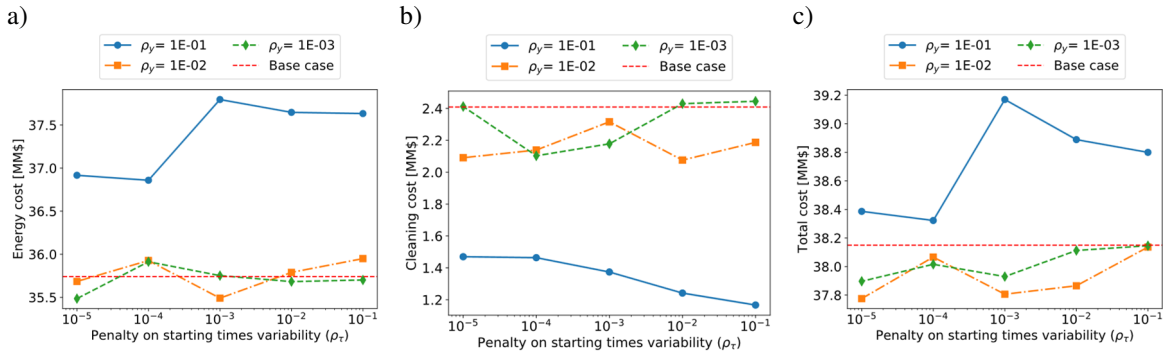 a)
ρy = 1E-01
ρy = 1E-03
ρy = 1E-02
Base case
37.5
37.0
36.5
36.0
35.5
Energy cost [MM$]
10−5
10−4
10−3
10−2
10−1
Penalty on starting times variability (ρτ)
b)
ρy = 1E-01
ρy = 1E-03
ρy = 1E-02
Base case
2.4
2.2
2.0
1.8
1.6
1.4
1.2
Cleaning cost [MM$]
10−5
10−4
10−3
10−2
10−1
Penalty on starting times variability (ρτ)
c)
ρy = 1E-01
ρy = 1E-03
ρy = 1E-02
Base case
39.2
39.0
38.8
38.6
38.4
38.2
38.0
37.8
Total cost [MM$]
10−5
10−4
10−3
10−2
10−1
Penalty on starting times variability (ρτ)